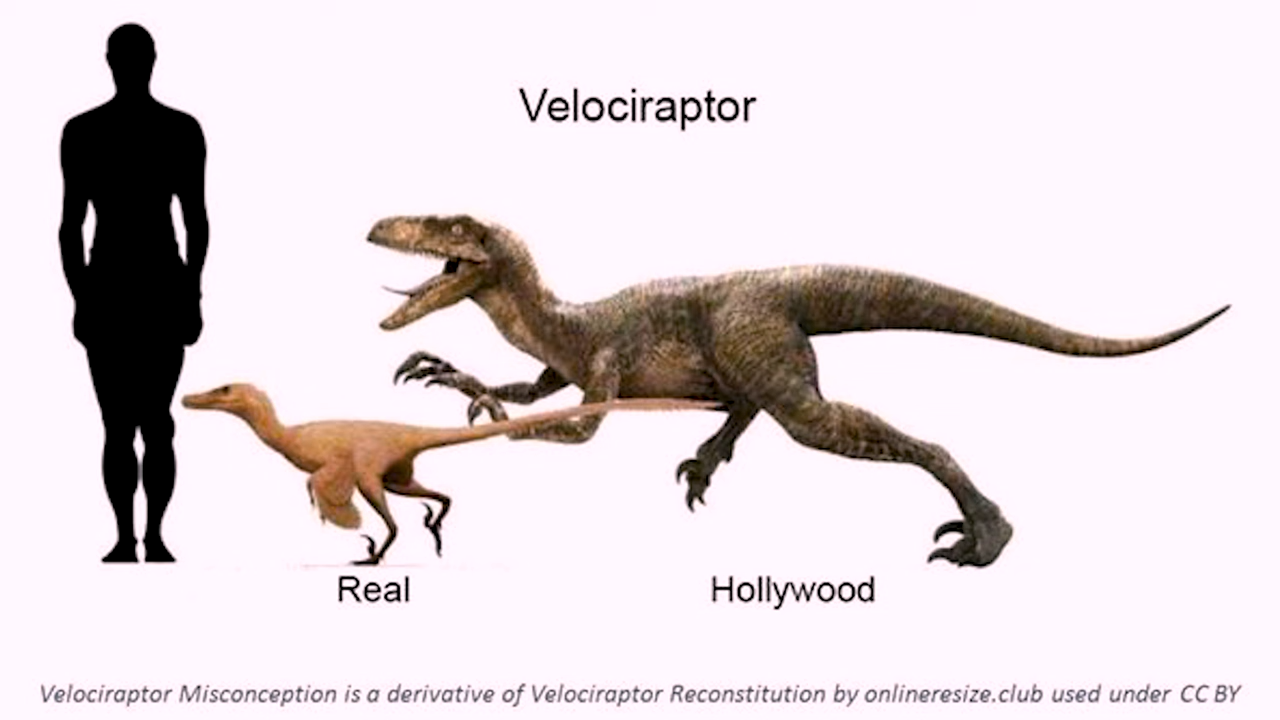 Velociraptor
Real
Hollywood
Velociraptor Misconception is a derivative of Velociraptor Reconstitution by onlineresize.club used under CC BY